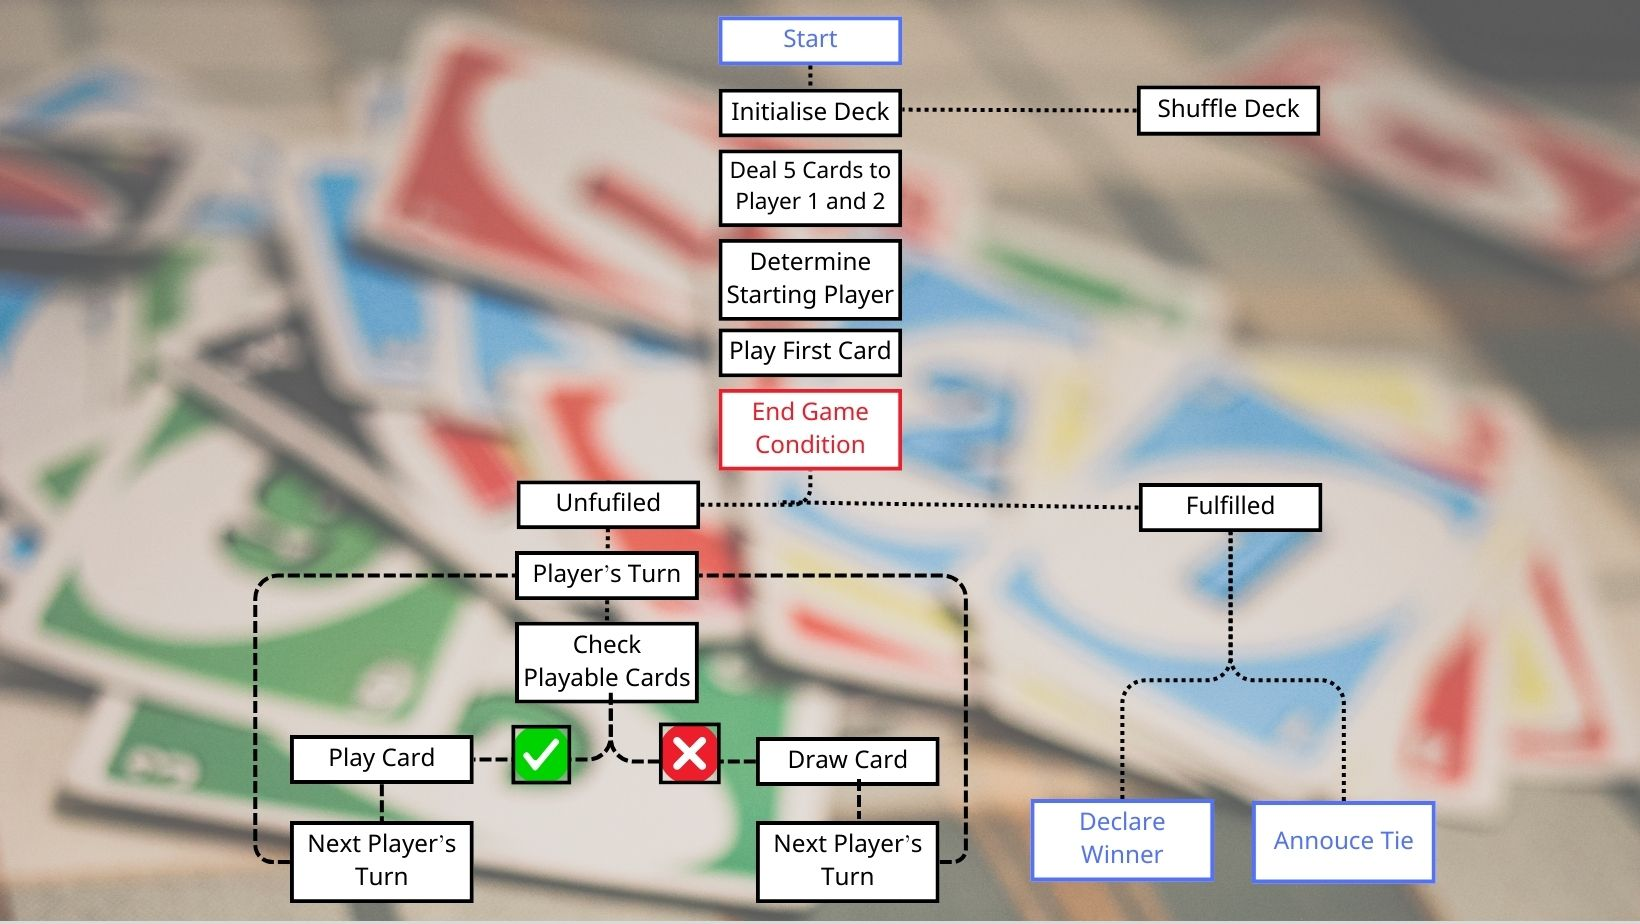 Start
Initialise Deck
Shuffle Deck
Deal 5 Cards to
Player 1 and 2
Determine
Starting Player
Play First Card
End Game
Condition
Unfufiled
Fulfilled
Player’s Turn
Check
Playable Cards
Play Card
Draw Card
Next Player’s
Turn
Next Player’s
Turn
Declare
Winner
Annouce Tie